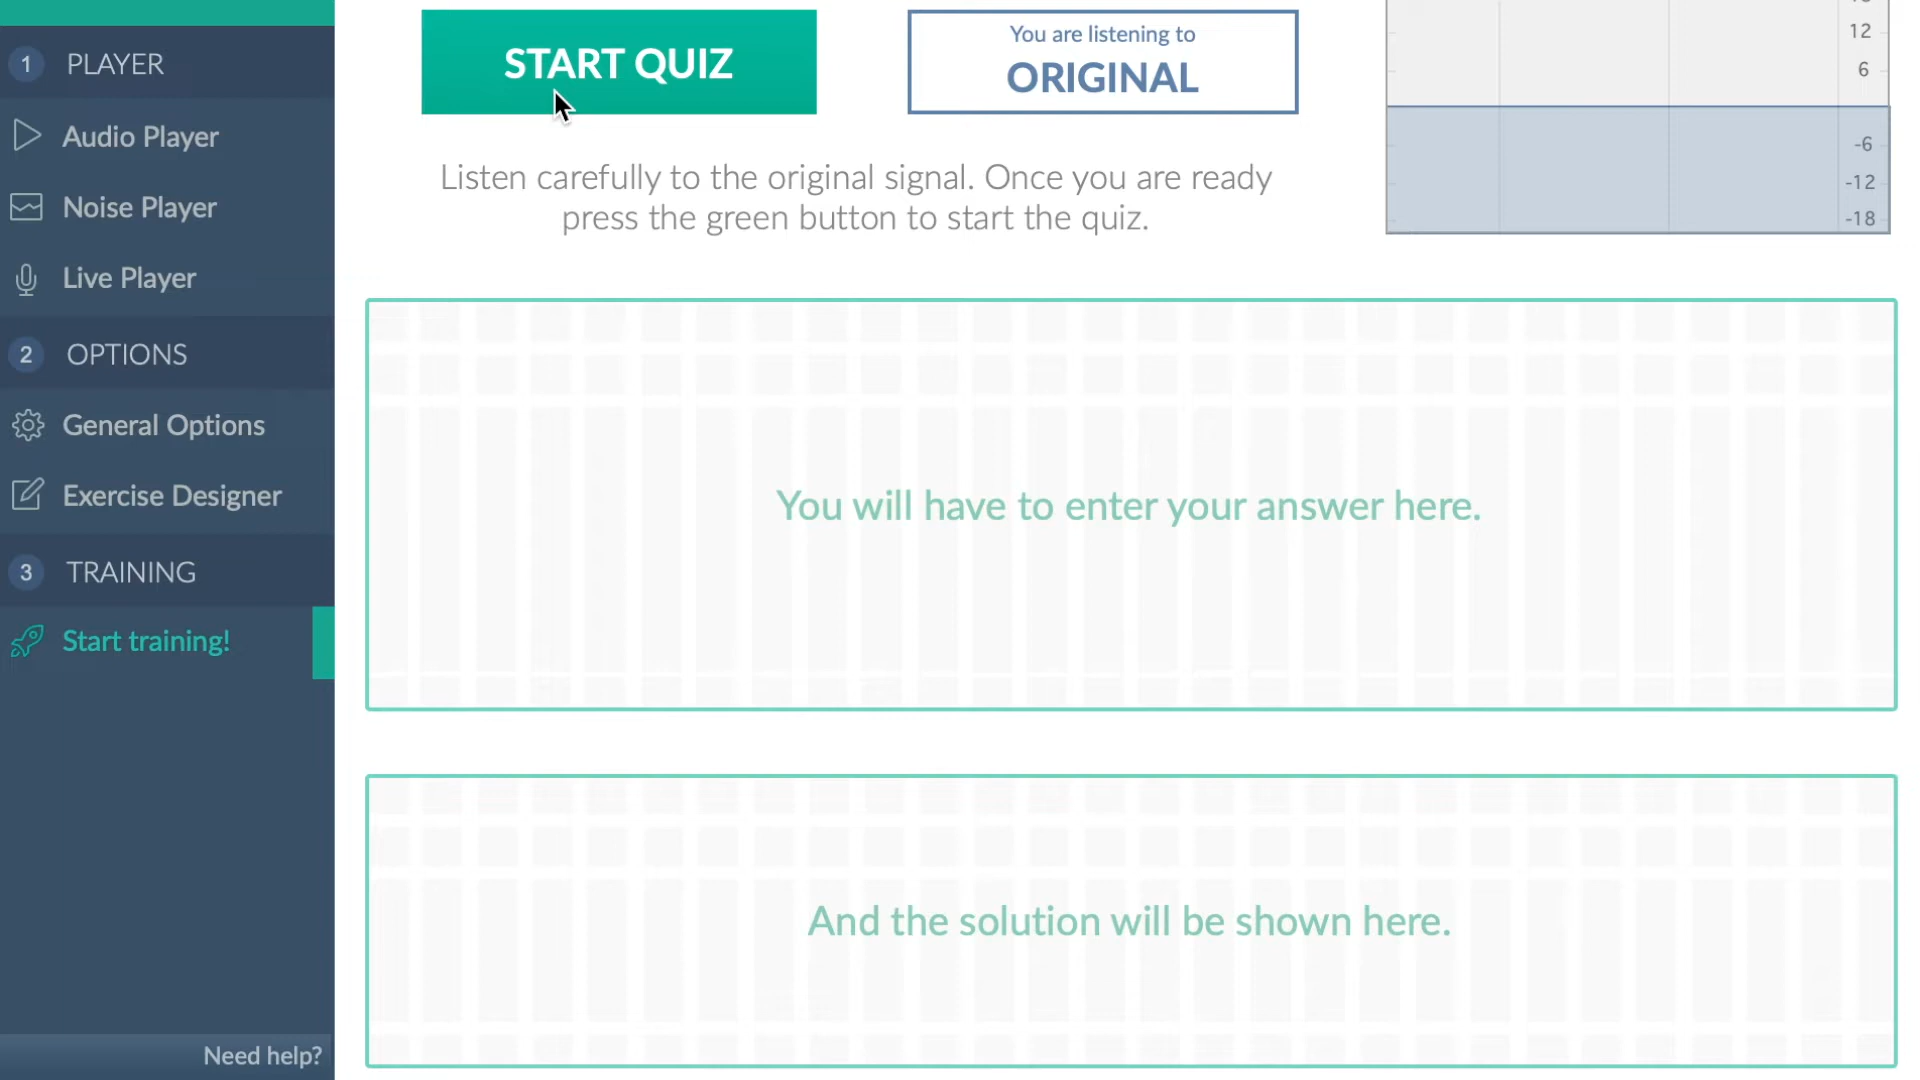 1 PLAYER
Audio Player
Noise Player
Live Player
2 OPTIONS
General Options
Exercise Designer
3 TRAINING
Start training!
Need help?
START QUIZ
You are listening to
ORIGINAL
Listen carefully to the original signal. Once you are ready
press the green button to start the quiz.
12
6
-6
-12
-18
You will have to enter your answer here.
And the solution will be shown here.